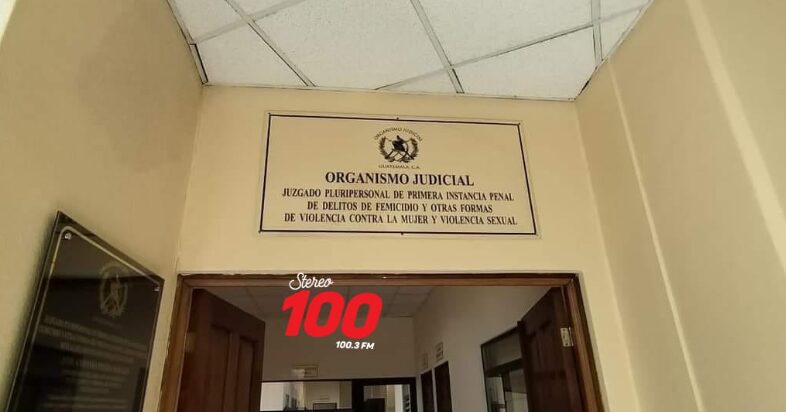 ORGANISMO JUDICIAL
GUATEMALA, C.A.
ORGANISMO JUDICIAL
JUZGADO PLURIPERSONAL DE PRIMERA INSTANCIA PENAL
DE DELITOS DE FEMICIDIO Y OTRAS FORMAS
DE VIOLENCIA CONTRA LA MUJER Y VIOLENCIA SEXUAL
Stereo
100
100.3 FM